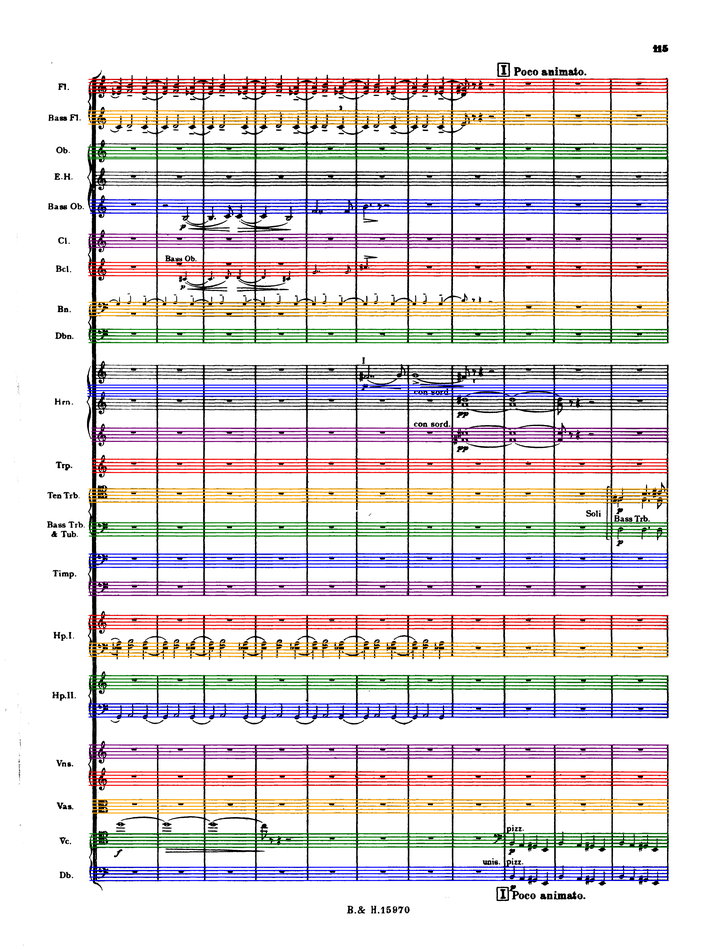 115
I Poco animato.
Fl.
Bass Fl.
Ob.
E.H.
Bass Ob.
p
Cl.
Bass Ob.
Bcl.
p
Bn.
Dbn.
I
p
con sord.
Hrn.
pp
con sord.
pp
Trp.
Ten Trb.
p
Soli
Bass Trb.
Bass Trb.
& Tub.
p
Timp.
Hp.I.
Hp.II.
Vns.
Vas.
pizz.
Vc.
f
p
unis. pizz.
Db.
p
I Poco animato.
B.& H.15970